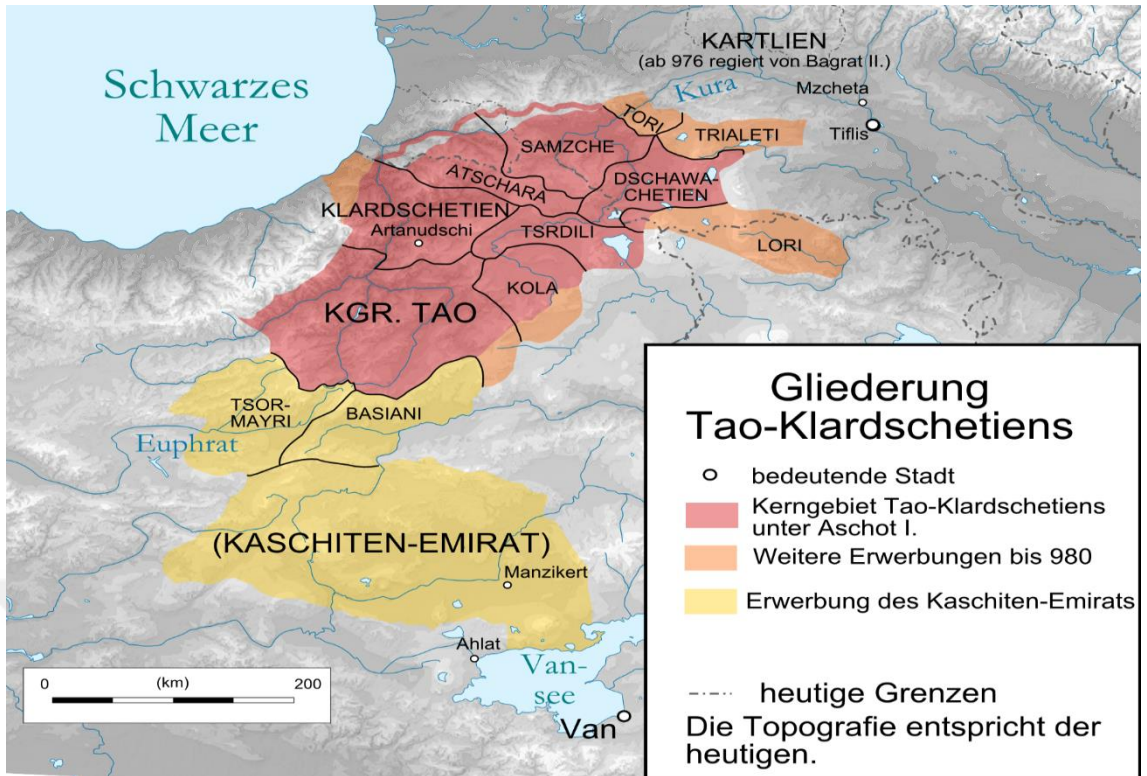 KARTLIEN
(ab 976 regiert von Bagrat II.)
Schwarzes
Meer
Kura
Mzcheta
Tiflis
TORI
TRIALETI
SAMZCHE
ATSCHARA
DSCHAWA-
CHETIEN
KLARDSCHETIEN
Artanudschi
TSRDILI
LORI
KOLA
KGR. TAO
TSOR-
MAYRI
BASIANI
Euphrat
(KASCHITEN-EMIRAT)
Manzikert
Ahlat
Van-
see
Van
0 (km) 200
Gliederung
Tao-Klardschetiens
bedeutende Stadt
Kerngebiet Tao-Klardschetiens
unter Aschot I.
Weitere Erwerbungen bis 980
Erwerbung des Kaschiten-Emirats
heutige Grenzen
Die Topografie entspricht der
heutigen.